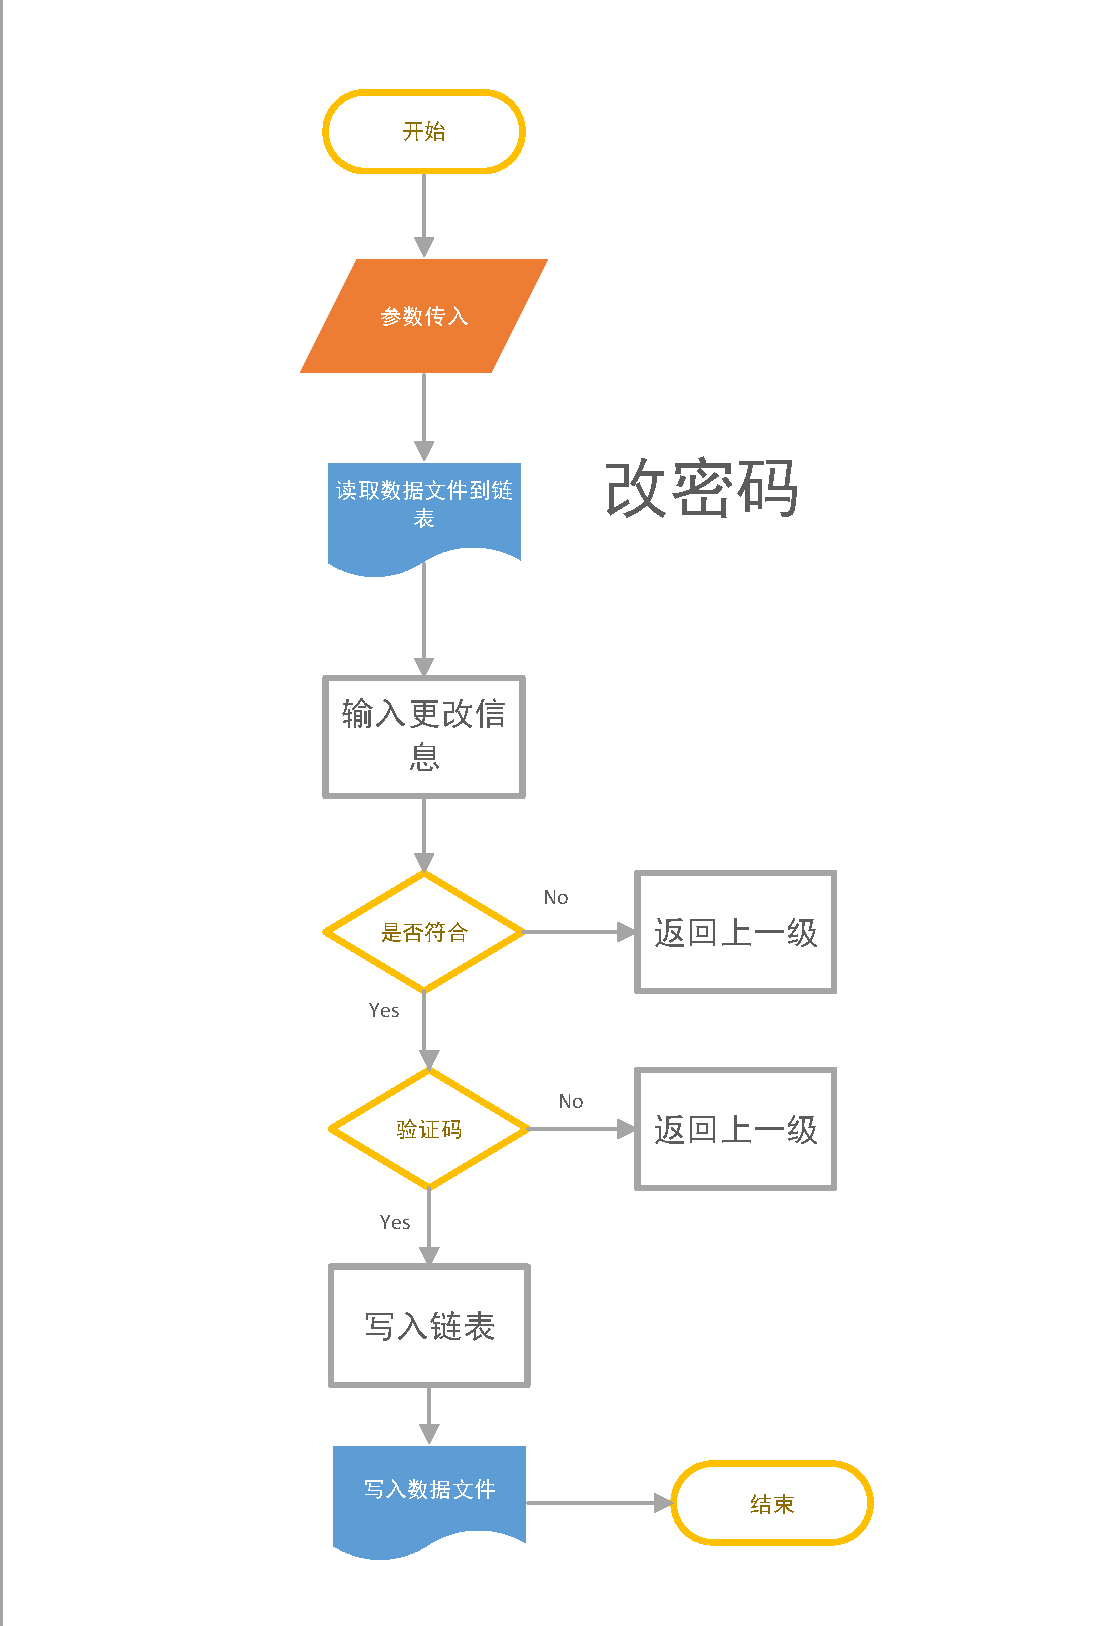 开始
参数传入
读取数据文件到链
表
改密码
输入更改信
息
是否符合
No
返回上一级
Yes
验证码
No
返回上一级
Yes
写入链表
写入数据文件
结束